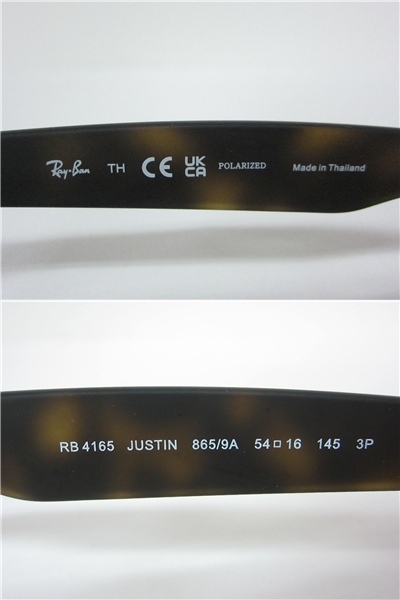 Ray-Ban TH CE UK CA POLARIZED Made in Thailand
RB 4165 JUSTIN 865/9A 54□16 145 3P